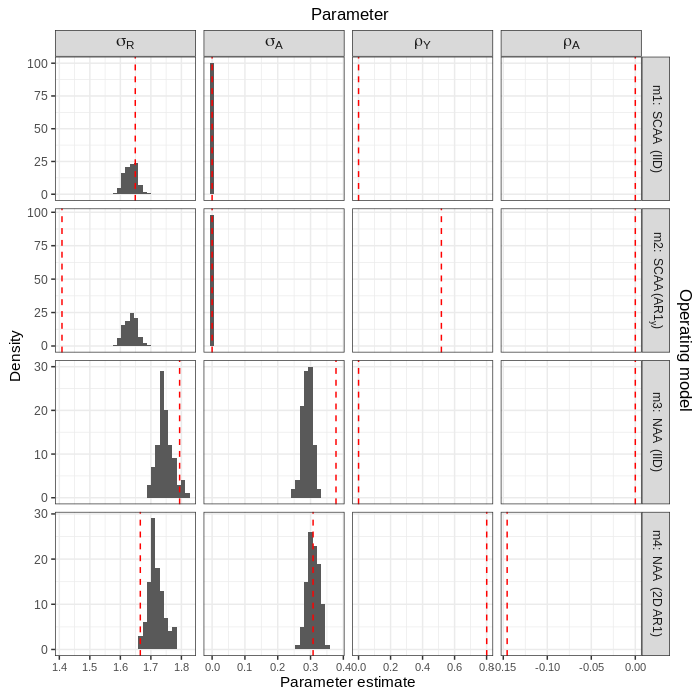 Parameter
σR σA ρY ρA
100
75
50
25
0
m1: SCAA (IID)
100
75
50
25
0
m2: SCAA (AR1y)
30
20
10
0
m3: NAA (IID)
30
20
10
0
m4: NAA (2D AR1)
Density
Operating model
1.4 1.5 1.6 1.7 1.8 0.0 0.1 0.2 0.3 0.4 0.0 0.2 0.4 0.6 0.8 -0.15 -0.10 -0.05 0.00
Parameter estimate